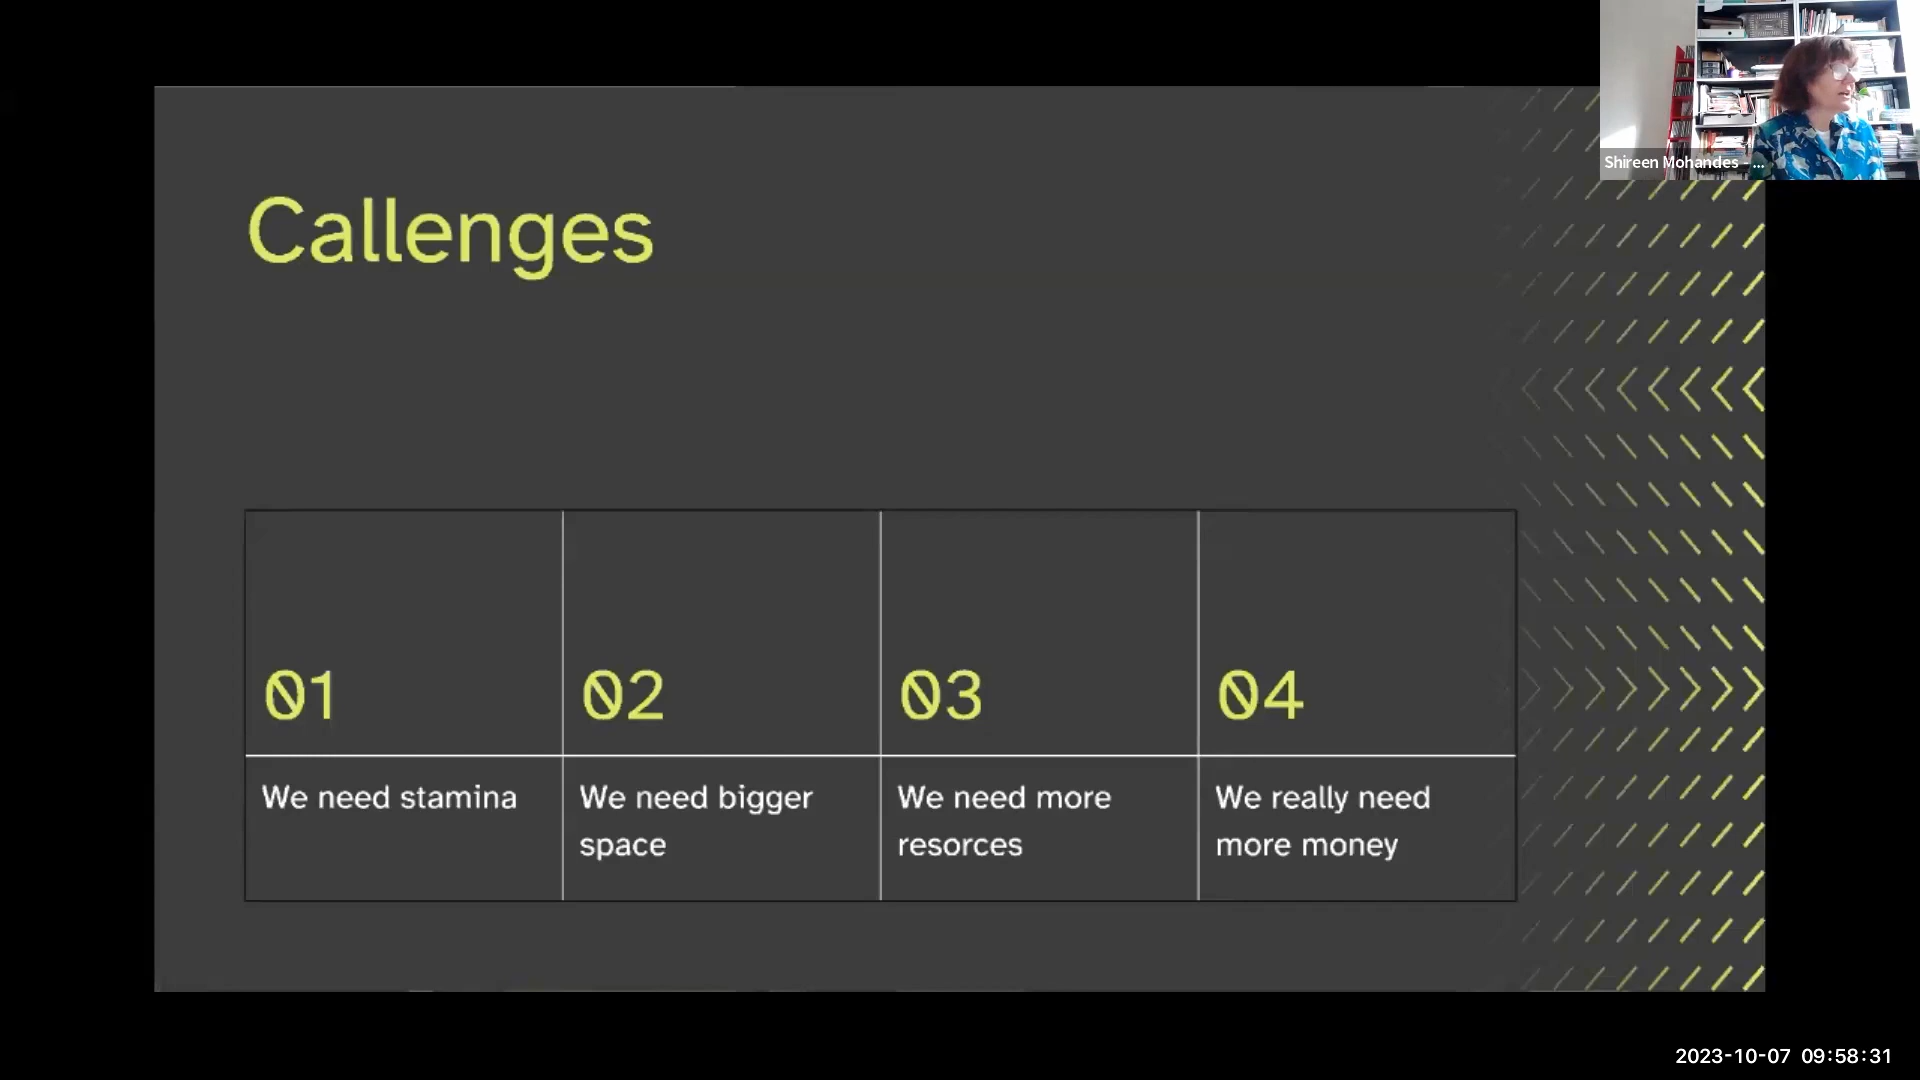 Shireen Mohandes - ...
Callenges
01
02
03
04
We need stamina
We need bigger
space
We need more
resorces
We really need
more money
2023-10-07 09:58:31